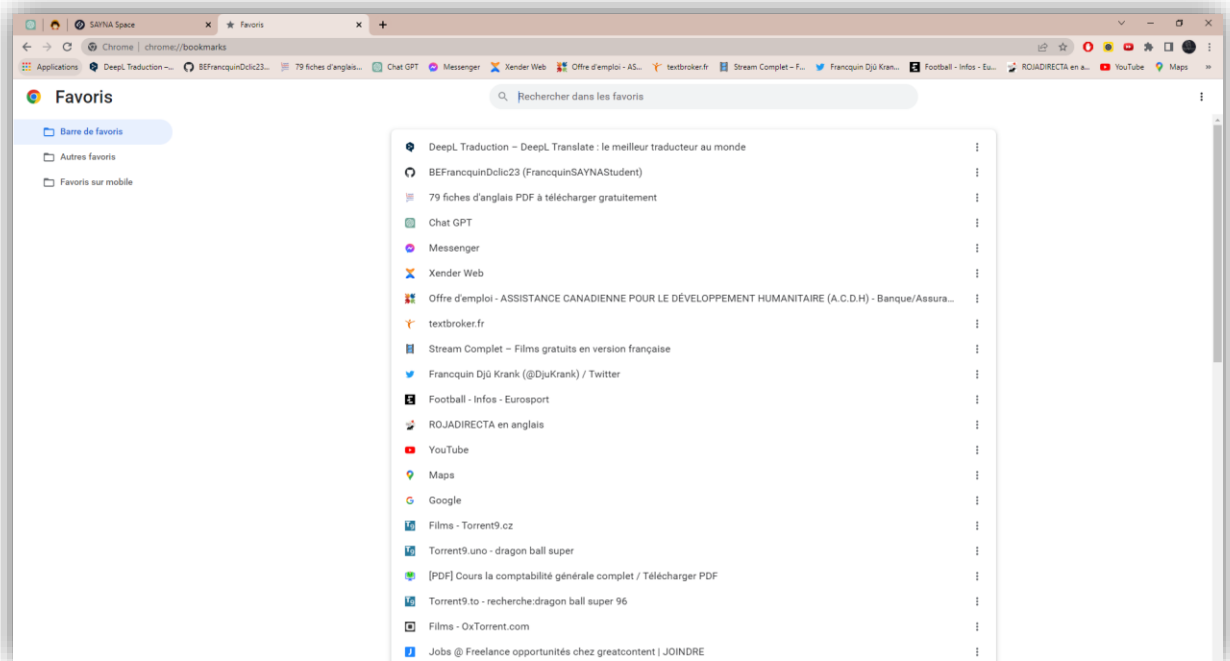 SAYNA Space
Favoris
Chrome | chrome://bookmarks
Applications DeepL Traduction –... BEFrancquinDclic23... 79 fiches d'anglais... Chat GPT Messenger Xender Web Offre d'emploi - AS... textbroker.fr Stream Complet – F... Francquin Djû Kran... Football - Infos - Eu... ROJADIRECTA en a... YouTube Maps »
Favoris
Rechercher dans les favoris
Barre de favoris
Autres favoris
Favoris sur mobile
DeepL Traduction – DeepL Translate : le meilleur traducteur au monde
BEFrancquinDclic23 (FrancquinSAYNAStudent)
79 fiches d'anglais PDF à télécharger gratuitement
Chat GPT
Messenger
Xender Web
Offre d'emploi - ASSISTANCE CANADIENNE POUR LE DÉVELOPPEMENT HUMANITAIRE (A.C.D.H) - Banque/Assura...
textbroker.fr
Stream Complet – Films gratuits en version française
Francquin Djû Krank (@DjuKrank) / Twitter
Football - Infos - Eurosport
ROJADIRECTA en anglais
YouTube
Maps
Google
Films - Torrent9.cz
Torrent9.uno - dragon ball super
[PDF] Cours la comptabilité générale complet / Télécharger PDF
Torrent9.to - recherche:dragon ball super 96
Films - OxTorrent.com
Jobs @ Freelance opportunités chez greatcontent | JOINDRE